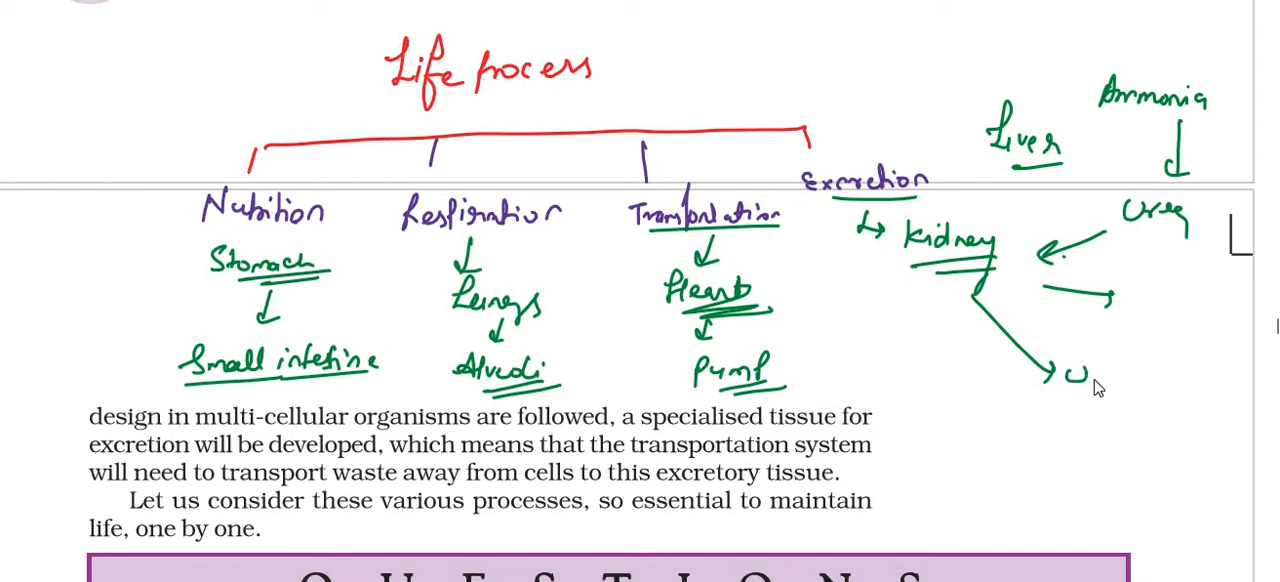 Life process
Ammonia
Liver
Excretion
Nutrition Respiration Transportation
Urea
Kidney
Stomach
Lungs
Heart
Small intestine
Alveoli
Pump
U
design in multi-cellular organisms are followed, a specialised tissue for
excretion will be developed, which means that the transportation system
will need to transport waste away from cells to this excretory tissue.
Let us consider these various processes, so essential to maintain
life, one by one.
Q U E S T I O N S